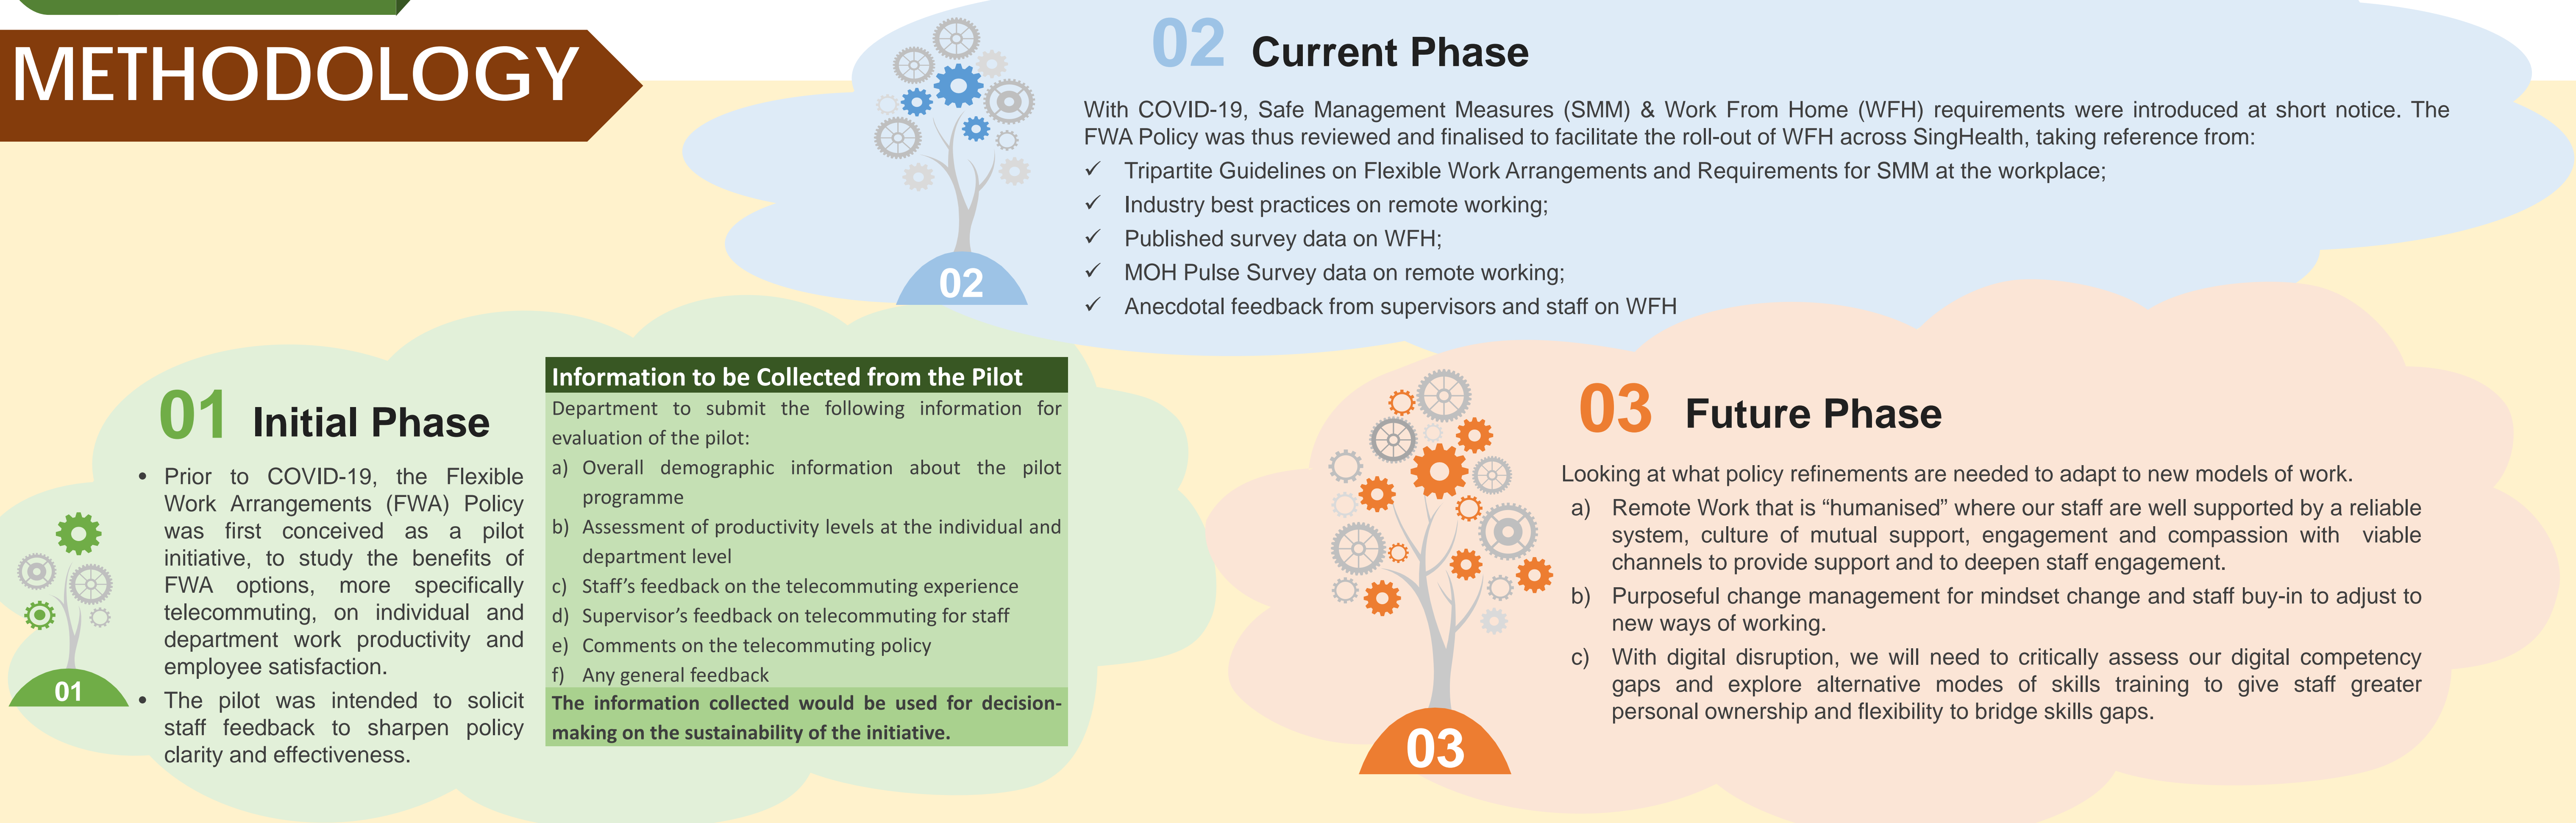 METHODOLOGY
01 Initial Phase
• Prior to COVID-19, the Flexible
Work Arrangements (FWA) Policy
was first conceived as a pilot
initiative, to study the benefits of
FWA options, more specifically
telecommuting, on individual and
department work productivity and
employee satisfaction.
• The pilot was intended to solicit
staff feedback to sharpen policy
clarity and effectiveness.
01
Information to be Collected from the Pilot
Department to submit the following information for
evaluation of the pilot:
a) Overall demographic information about the pilot
programme
b) Assessment of productivity levels at the individual and
department level
c) Staff’s feedback on the telecommuting experience
d) Supervisor’s feedback on telecommuting for staff
e) Comments on the telecommuting policy
f) Any general feedback
The information collected would be used for decision-
making on the sustainability of the initiative.
02 Current Phase
With COVID-19, Safe Management Measures (SMM) & Work From Home (WFH) requirements were introduced at short notice. The
FWA Policy was thus reviewed and finalised to facilitate the roll-out of WFH across SingHealth, taking reference from:
✓ Tripartite Guidelines on Flexible Work Arrangements and Requirements for SMM at the workplace;
✓ Industry best practices on remote working;
✓ Published survey data on WFH;
✓ MOH Pulse Survey data on remote working;
✓ Anecdotal feedback from supervisors and staff on WFH
02
03 Future Phase
Looking at what policy refinements are needed to adapt to new models of work.
a) Remote Work that is “humanised” where our staff are well supported by a reliable
system, culture of mutual support, engagement and compassion with viable
channels to provide support and to deepen staff engagement.
b) Purposeful change management for mindset change and staff buy-in to adjust to
new ways of working.
c) With digital disruption, we will need to critically assess our digital competency
gaps and explore alternative modes of skills training to give staff greater
personal ownership and flexibility to bridge skills gaps.
03